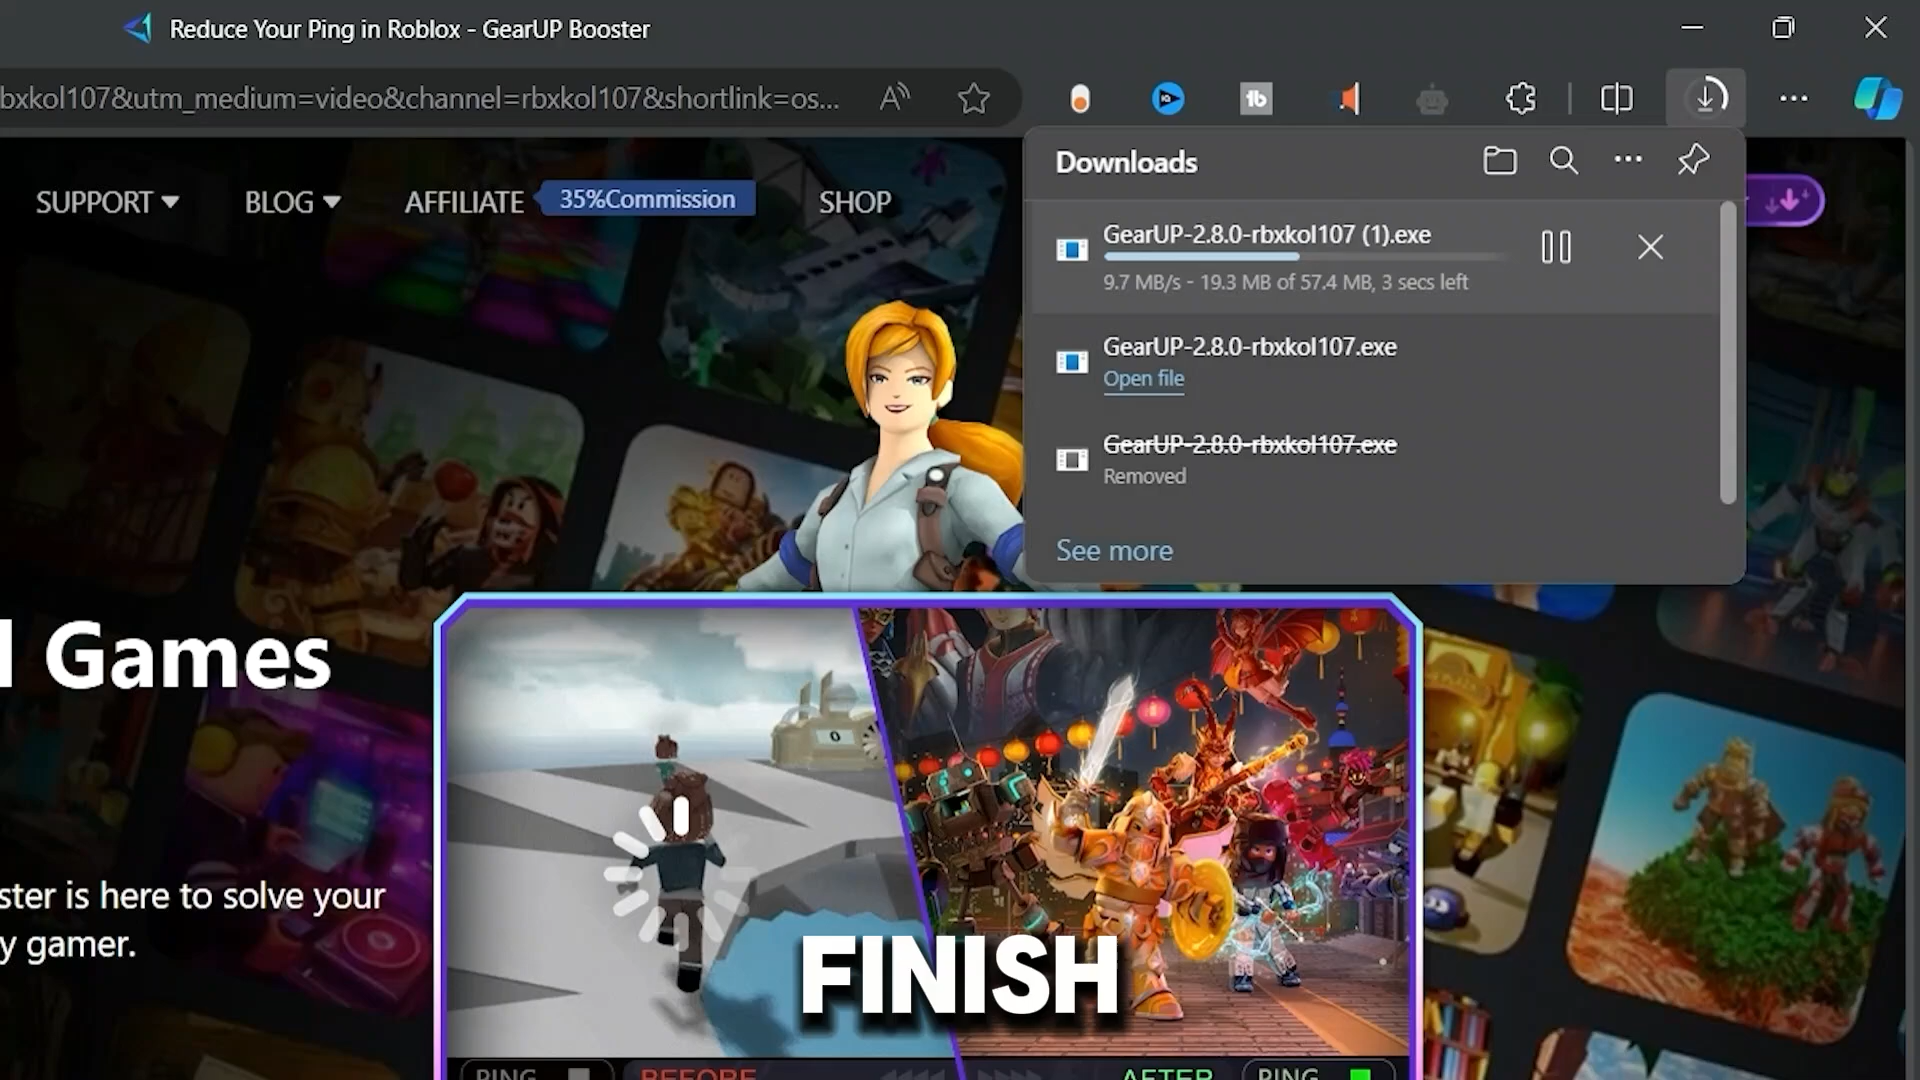 Reduce Your Ping in Roblox - GearUP Booster
bxkol107&utm_medium=video&channel=rbxkol107&shortlink=os...
SUPPORT
BLOG
AFFILIATE
35%Commission
SHOP
Downloads
GearUP-2.8.0-rbxkol107 (1).exe
9.7 MB/s - 19.3 MB of 57.4 MB, 3 secs left
GearUP-2.8.0-rbxkol107.exe
Open file
GearUP-2.8.0-rbxkol107.exe
Removed
See more
l Games
ster is here to solve your
y gamer.
0
FINISH
PING
BEFORE
AFTER
PING